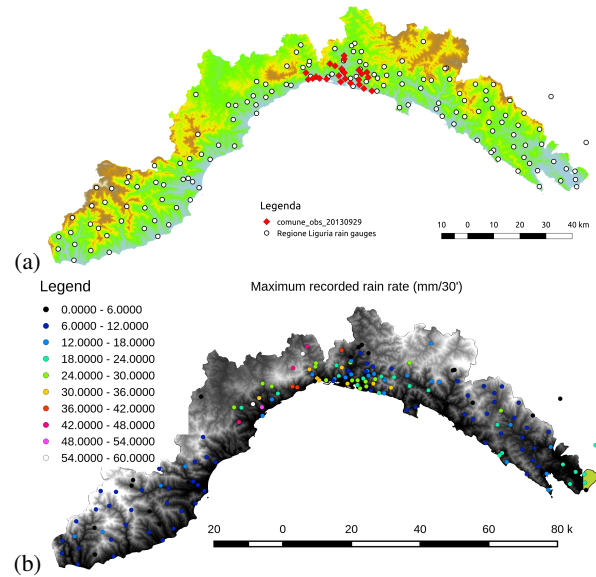 Legenda
comune_obs_20130929
Regione Liguria rain gauges
10 0 10 20 30 40 km
(a)
Legend
Maximum recorded rain rate (mm/30')
0.0000 - 6.0000
6.0000 - 12.0000
12.0000 - 18.0000
18.0000 - 24.0000
24.0000 - 30.0000
30.0000 - 36.0000
36.0000 - 42.0000
42.0000 - 48.0000
48.0000 - 54.0000
54.0000 - 60.0000
20 0 20 40 60 80 k
(b)